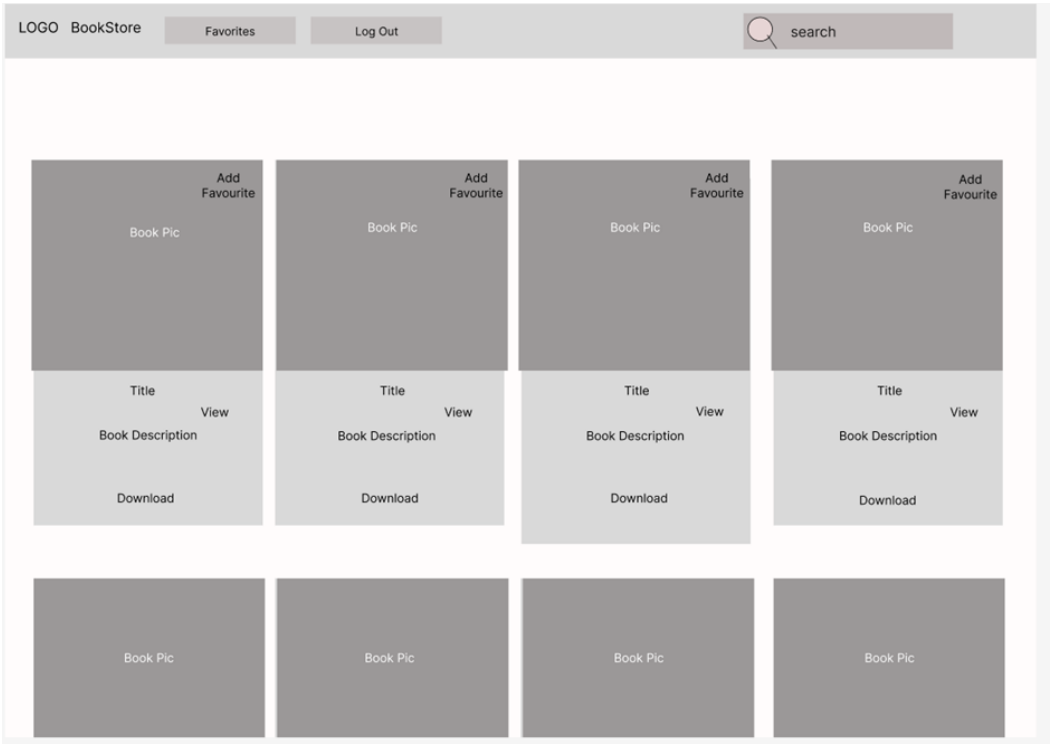 LOGO BookStore Favorites Log Out search
Add Favourite
Book Pic
Add Favourite
Book Pic
Add Favourite
Book Pic
Add Favourite
Book Pic
Title
View
Book Description
Download
Title
View
Book Description
Download
Title
View
Book Description
Download
Title
View
Book Description
Download
Book Pic
Book Pic
Book Pic
Book Pic